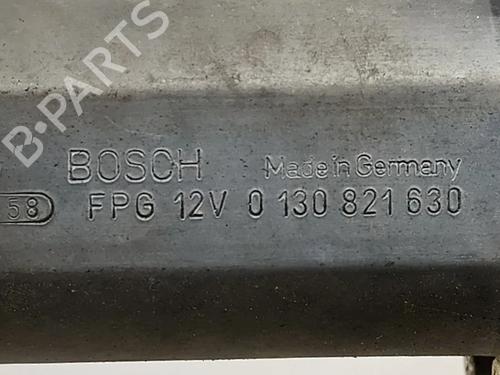 B-PARTS
BOSCH Made in Germany
58 FPG 12V 0 130 821 630